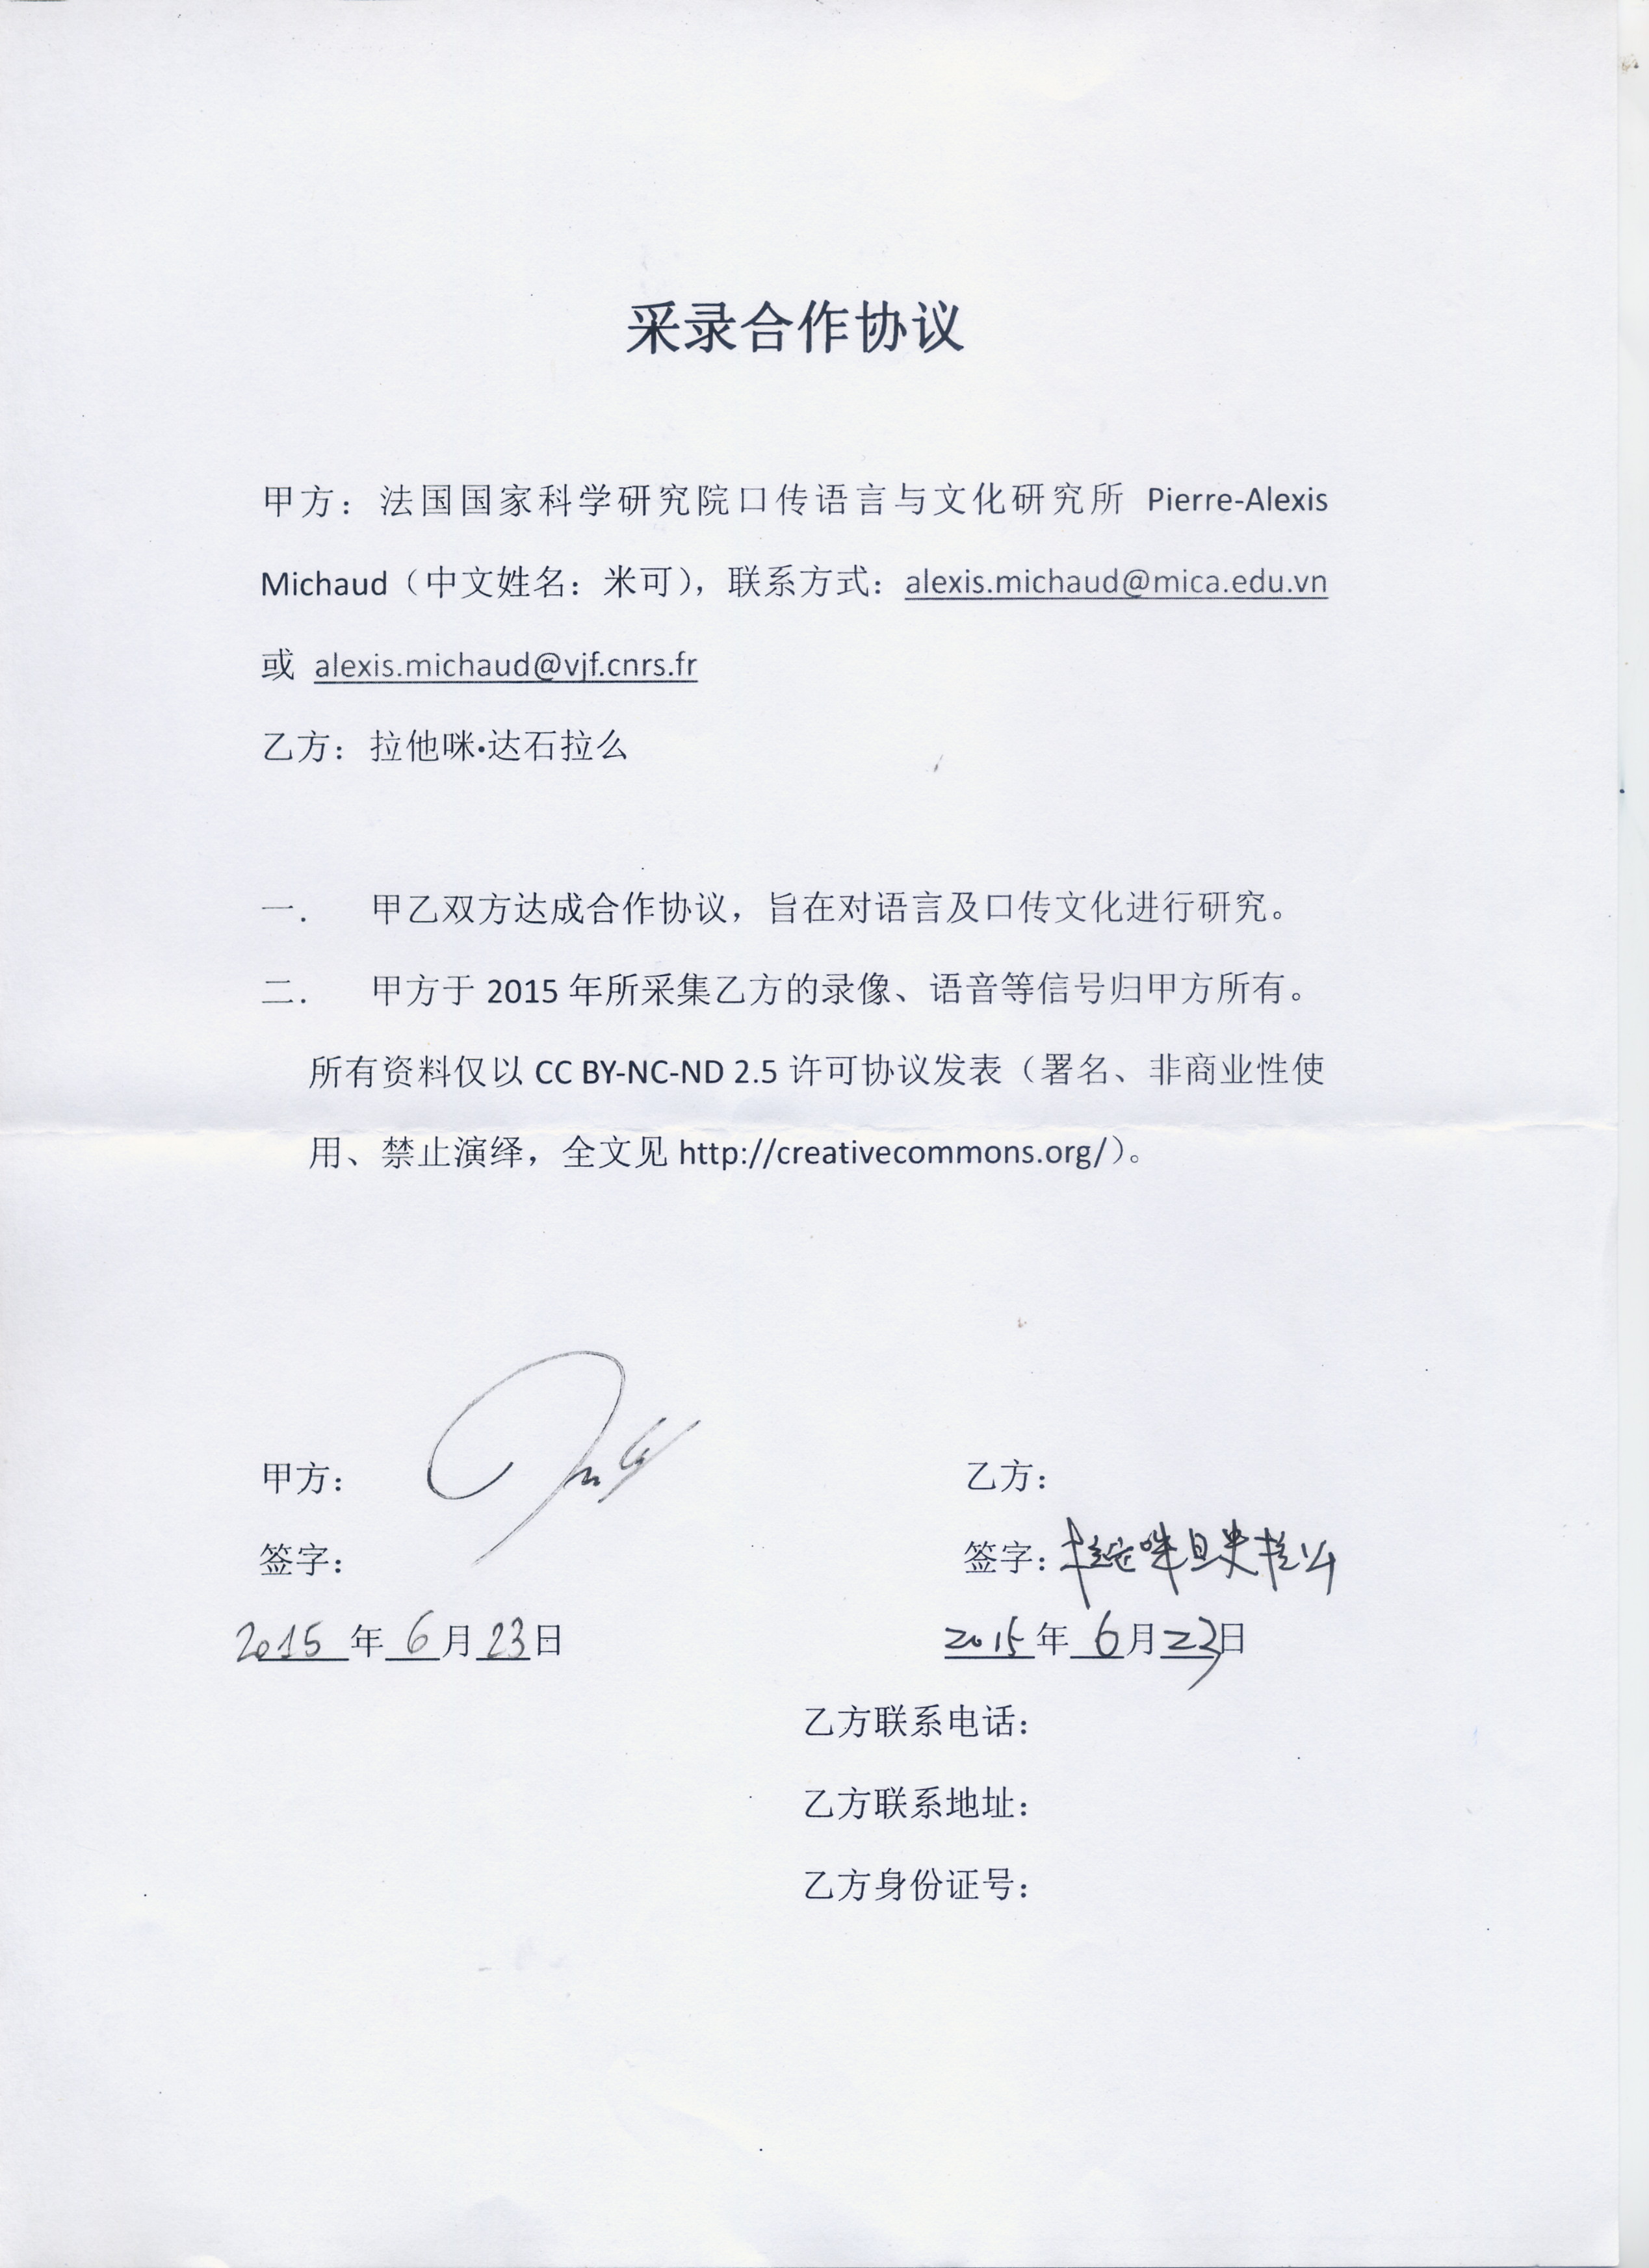 采录合作协议
甲方：法国国家科学研究院口传语言与文化研究所 Pierre-Alexis
Michaud（中文姓名：米可），联系方式：alexis.michaud@mica.edu.vn
或 alexis.michaud@vjf.cnrs.fr
乙方：拉他咪·达石拉么
一. 甲乙双方达成合作协议，旨在对语言及口传文化进行研究。
二. 甲方于 2015 年所采集乙方的录像、语音等信号归甲方所有。
所有资料仅以 CC BY-NC-ND 2.5 许可协议发表（署名、非商业性使
用、禁止演绎，全文见 http://creativecommons.org/）。
甲方： 乙方：
签字： 签字：
2015 年 6 月 23 日 2015 年 6 月 23 日
乙方联系电话：
乙方联系地址：
乙方身份证号：